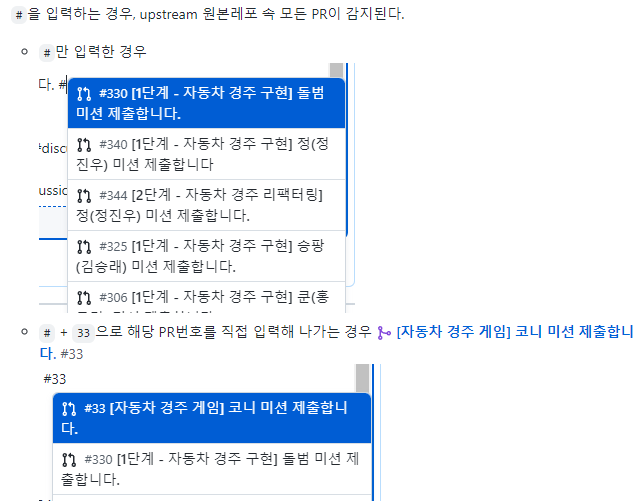 #을 입력하는 경우, upstream 원본레포 속 모든 PR이 감지된다.
#만 입력한 경우
다. #
#330 [1단계 - 자동차 경주 구현] 돌범
미션 제출합니다.
#340 [1단계 - 자동차 경주 구현] 정(정
진우) 미션 제출합니다
#discu
#344 [2단계 - 자동차 경주 리팩터링]
ussio
정(정진우) 미션 제출합니다.
#325 [1단계 - 자동차 경주 구현] 승팡
(김승래) 미션 제출합니다.
#306 [1단계 - 자동차 경주 구현] 쿤(홍
# + 33으로 해당 PR번호를 직접 입력해 나가는 경우 [자동차 경주 게임] 코니 미션 제출합니
다. #33
#33
#33 [자동차 경주 게임] 코니 미션 제출합니
다.
#330 [1단계 - 자동차 경주 구현] 돌범 미션 제
출합니다.